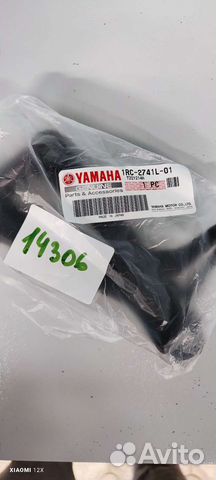 YAMAHA
GENUINE
Parts & Accessories
1RC-2741L-01
1 PC
YAMAHA MOTOR CO.,LTD.
MADE IN JAPAN
14306
XIAOMI 12X
Avito